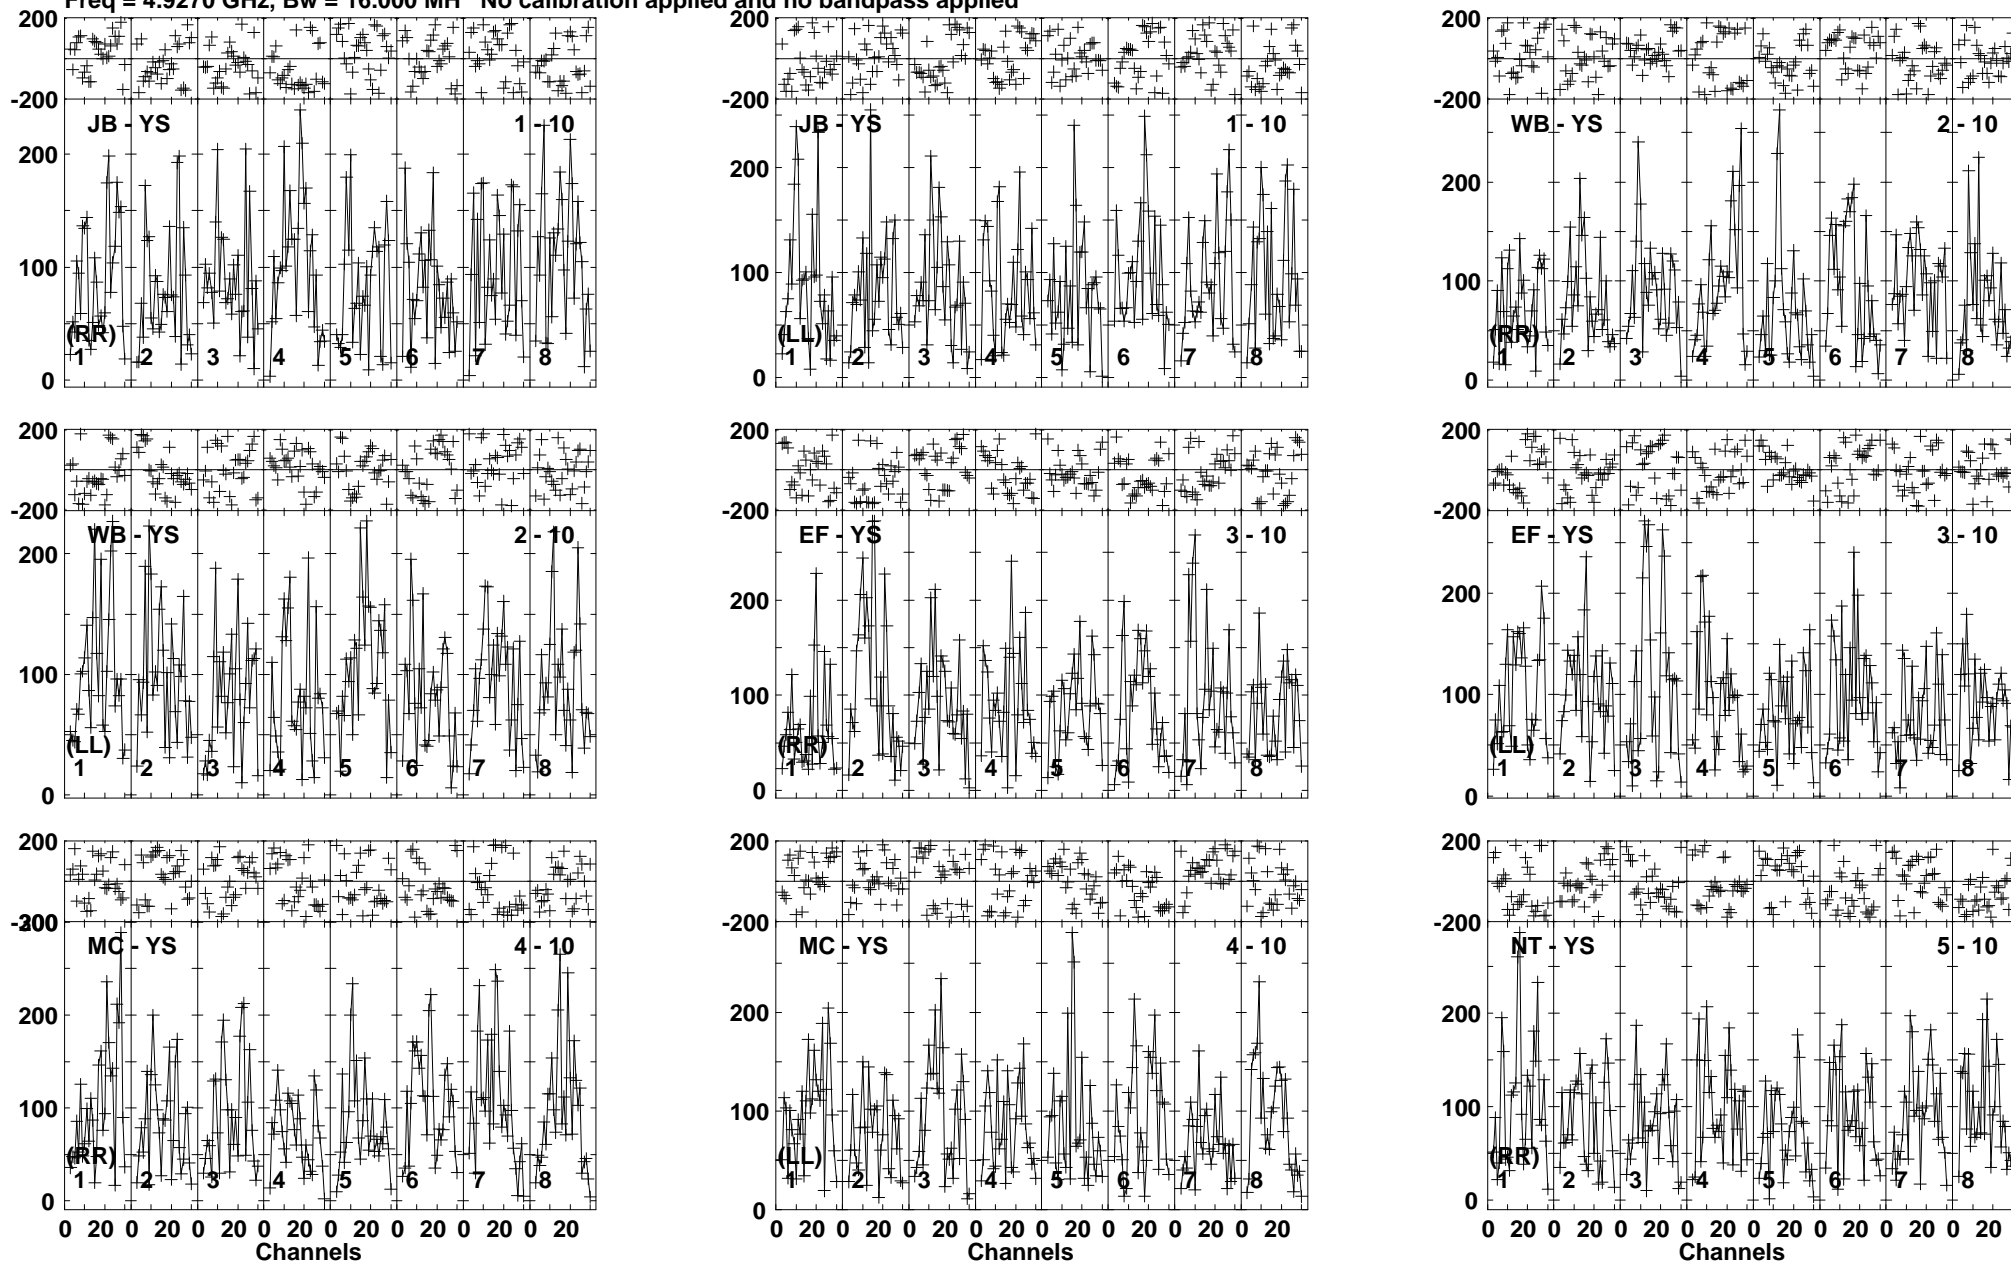 Freq = 4.9270 GHz, Bw = 16.000 MH No calibration applied and no bandpass applied
200 200 200
-200 -200 -200
JB - YS 1 - 10 JB - YS 1 - 10 WB - YS 2 - 10
200 200 200
100 100 100
(RR) (LL) (RR)
1 2 3 4 5 6 7 8 1 2 3 4 5 6 7 8 1 2 3 4 5 6 7 8
0 0 0
200 200 200
-200 -200 -200
WB - YS 2 - 10 EF - YS 3 - 10 EF - YS 3 - 10
200 200 200
100 100 100
(LL) (RR) (LL)
1 2 3 4 5 6 7 8 1 2 3 4 5 6 7 8 1 2 3 4 5 6 7 8
0 0 0
200 200 200
-200 -200 -200
300
MC - YS 4 - 10 MC - YS 4 - 10 NT - YS 5 - 10
200 200 200
100 100 100
(RR) (LL) (RR)
1 2 3 4 5 6 7 8 1 2 3 4 5 6 7 8 1 2 3 4 5 6 7 8
0 0 0
0 20 0 20 0 20 0 20 0 20 0 20 0 20 0 20 0 20 0 20 0 20 0 20 0 20 0 20 0 20 0 20 0 20 0 20 0 20 0 20 0 20 0 20 0 20 0 20
Channels Channels Channels